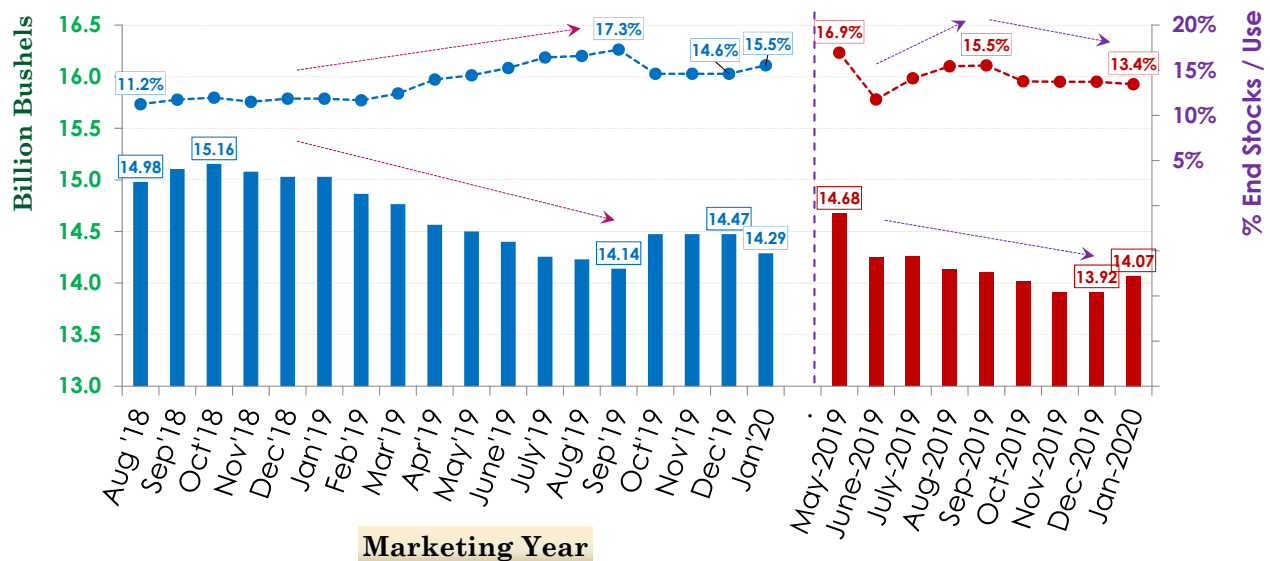 Billion Bushels
16.5
16.0
15.5
15.0
14.5
14.0
13.5
13.0
11.2%
17.3%
14.6%
15.5%
14.98
15.16
14.14
14.47
14.29
16.9%
15.5%
13.4%
14.68
13.92
14.07
20%
15%
10%
5%
% End Stocks / Use
Aug '18
Sep'18
Oct'18
Nov'18
Dec'18
Jan'19
Feb'19
Mar'19
Apr'19
May'19
June'19
July'19
Aug'19
Sep'19
Oct'19
Nov'19
Dec'19
Jan'20
.
May-2019
June-2019
July-2019
Aug-2019
Sep-2019
Oct-2019
Nov-2019
Dec-2019
Jan-2020
Marketing Year